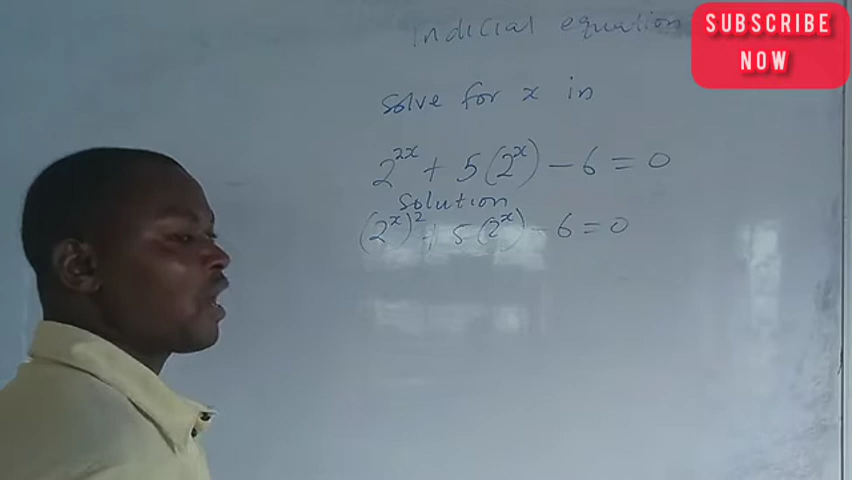 Indicial equation
SUBSCRIBE
NOW
Solve for x in
2^{2x} + 5(2^x) - 6 = 0
Solution
(2^x)^2 + 5(2^x) - 6 = 0